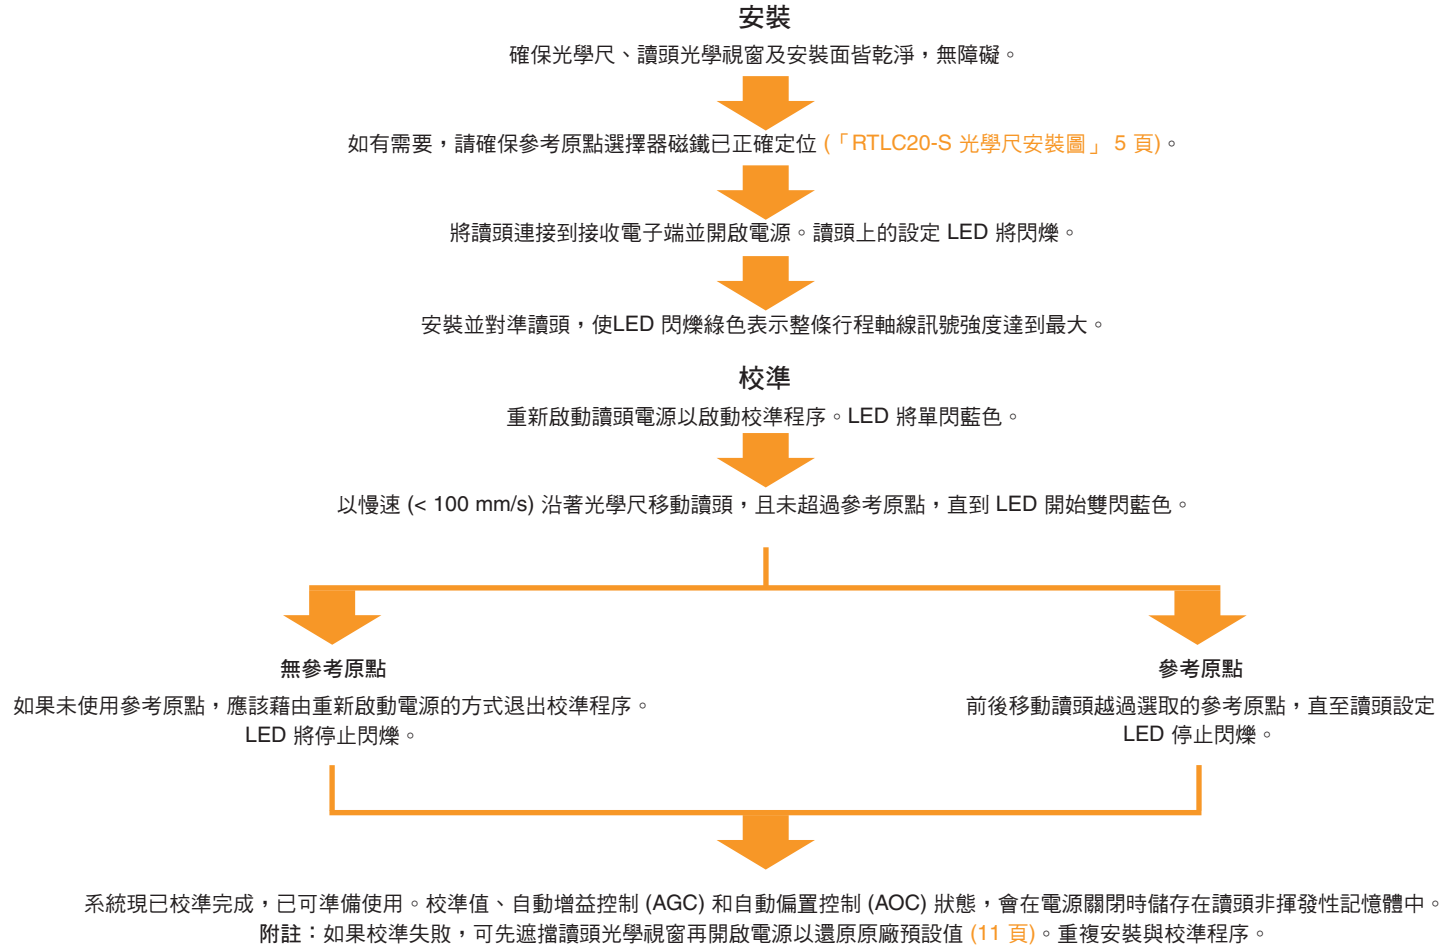 安裝
確保光學尺、讀頭光學視窗及安裝面皆乾淨，無障礙。
如有需要，請確保參考原點選擇器磁鐵已正確定位 (「RTLC20-S 光學尺安裝圖」 5 頁)。
將讀頭連接到接收電子端並開啟電源。讀頭上的設定 LED 將閃爍。
安裝並對準讀頭，使LED 閃爍綠色表示整條行程軸線訊號強度達到最大。
校準
重新啟動讀頭電源以啟動校準程序。LED 將單閃藍色。
以慢速 (< 100 mm/s) 沿著光學尺移動讀頭，且未超過參考原點，直到 LED 開始雙閃藍色。
無參考原點
如果未使用參考原點，應該藉由重新啟動電源的方式退出校準程序。
LED 將停止閃爍。
參考原點
前後移動讀頭越過選取的參考原點，直至讀頭設定
LED 停止閃爍。
系統現已校準完成，已可準備使用。校準值、自動增益控制 (AGC) 和自動偏置控制 (AOC) 狀態，會在電源關閉時儲存在讀頭非揮發性記憶體中。
附註：如果校準失敗，可先遮擋讀頭光學視窗再開啟電源以還原原廠預設值 (11 頁)。重複安裝與校準程序。